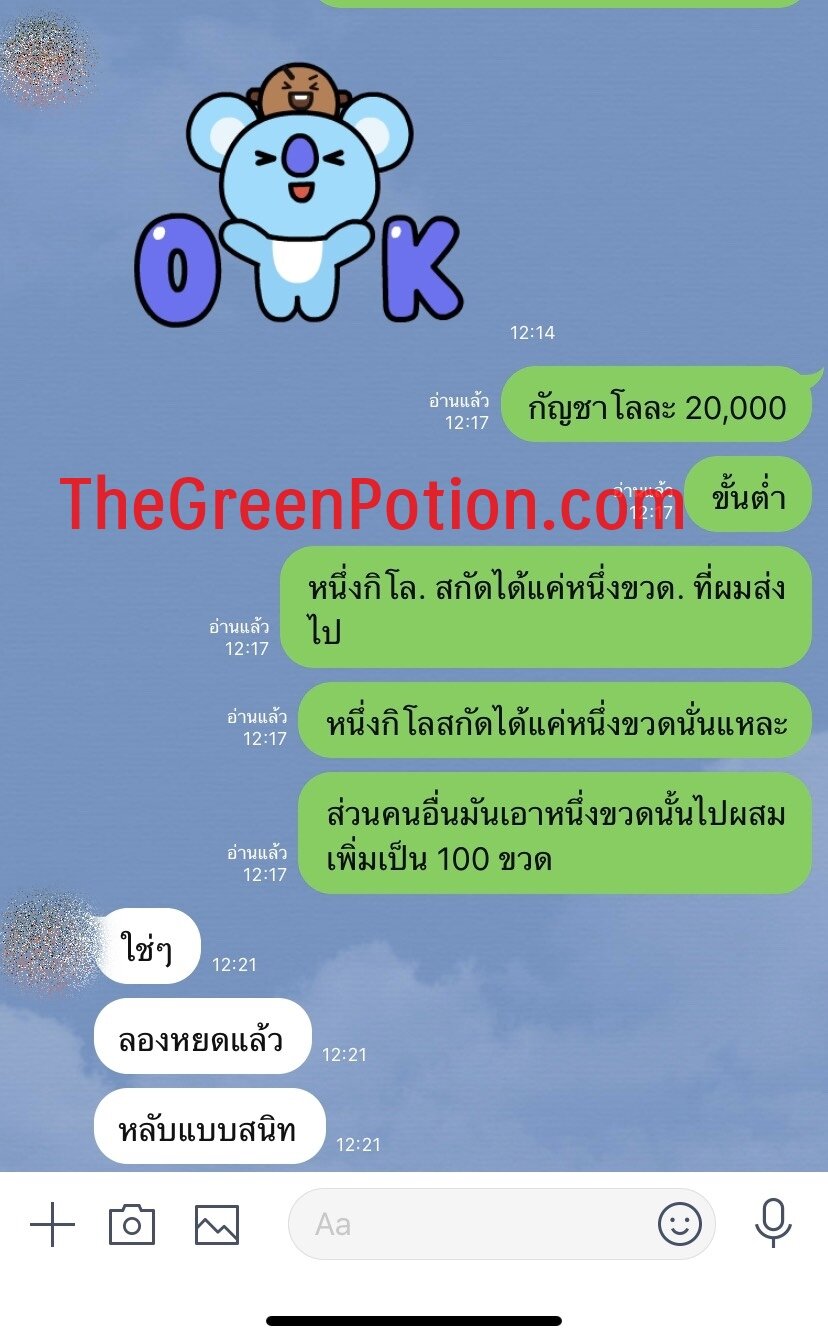 OK
12:14
กัญชาโลละ 20,000
อ่านแล้ว
12:17
TheGreenPotion.com
ขั้นต่ำ
อ่านแล้ว
12:17
หนึ่งกิโล. สกัดได้แค่หนึ่งขวด. ที่ผมส่ง
ไป
อ่านแล้ว
12:17
หนึ่งกิโลสกัดได้แค่หนึ่งขวดนั่นแหละ
อ่านแล้ว
12:17
ส่วนคนอื่นมันเอาหนึ่งขวดนั้นไปผสม
เพิ่มเป็น 100 ขวด
อ่านแล้ว
12:17
ใช่ๆ
12:21
ลองหยดแล้ว
12:21
หลับแบบสนิท
12:21
Aa